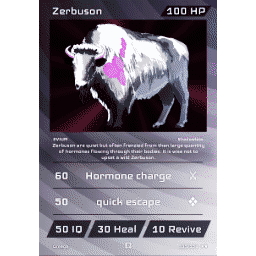 Zerbuson
100 HP
Zerbuson are quiet but often frenzied from their large quantity
of hormones flowing through their bodies. It is wise not to
upset a wild Zerbuson.
60 Hormone charge
50 quick escape
50 IQ 30 Heal 10 Revive